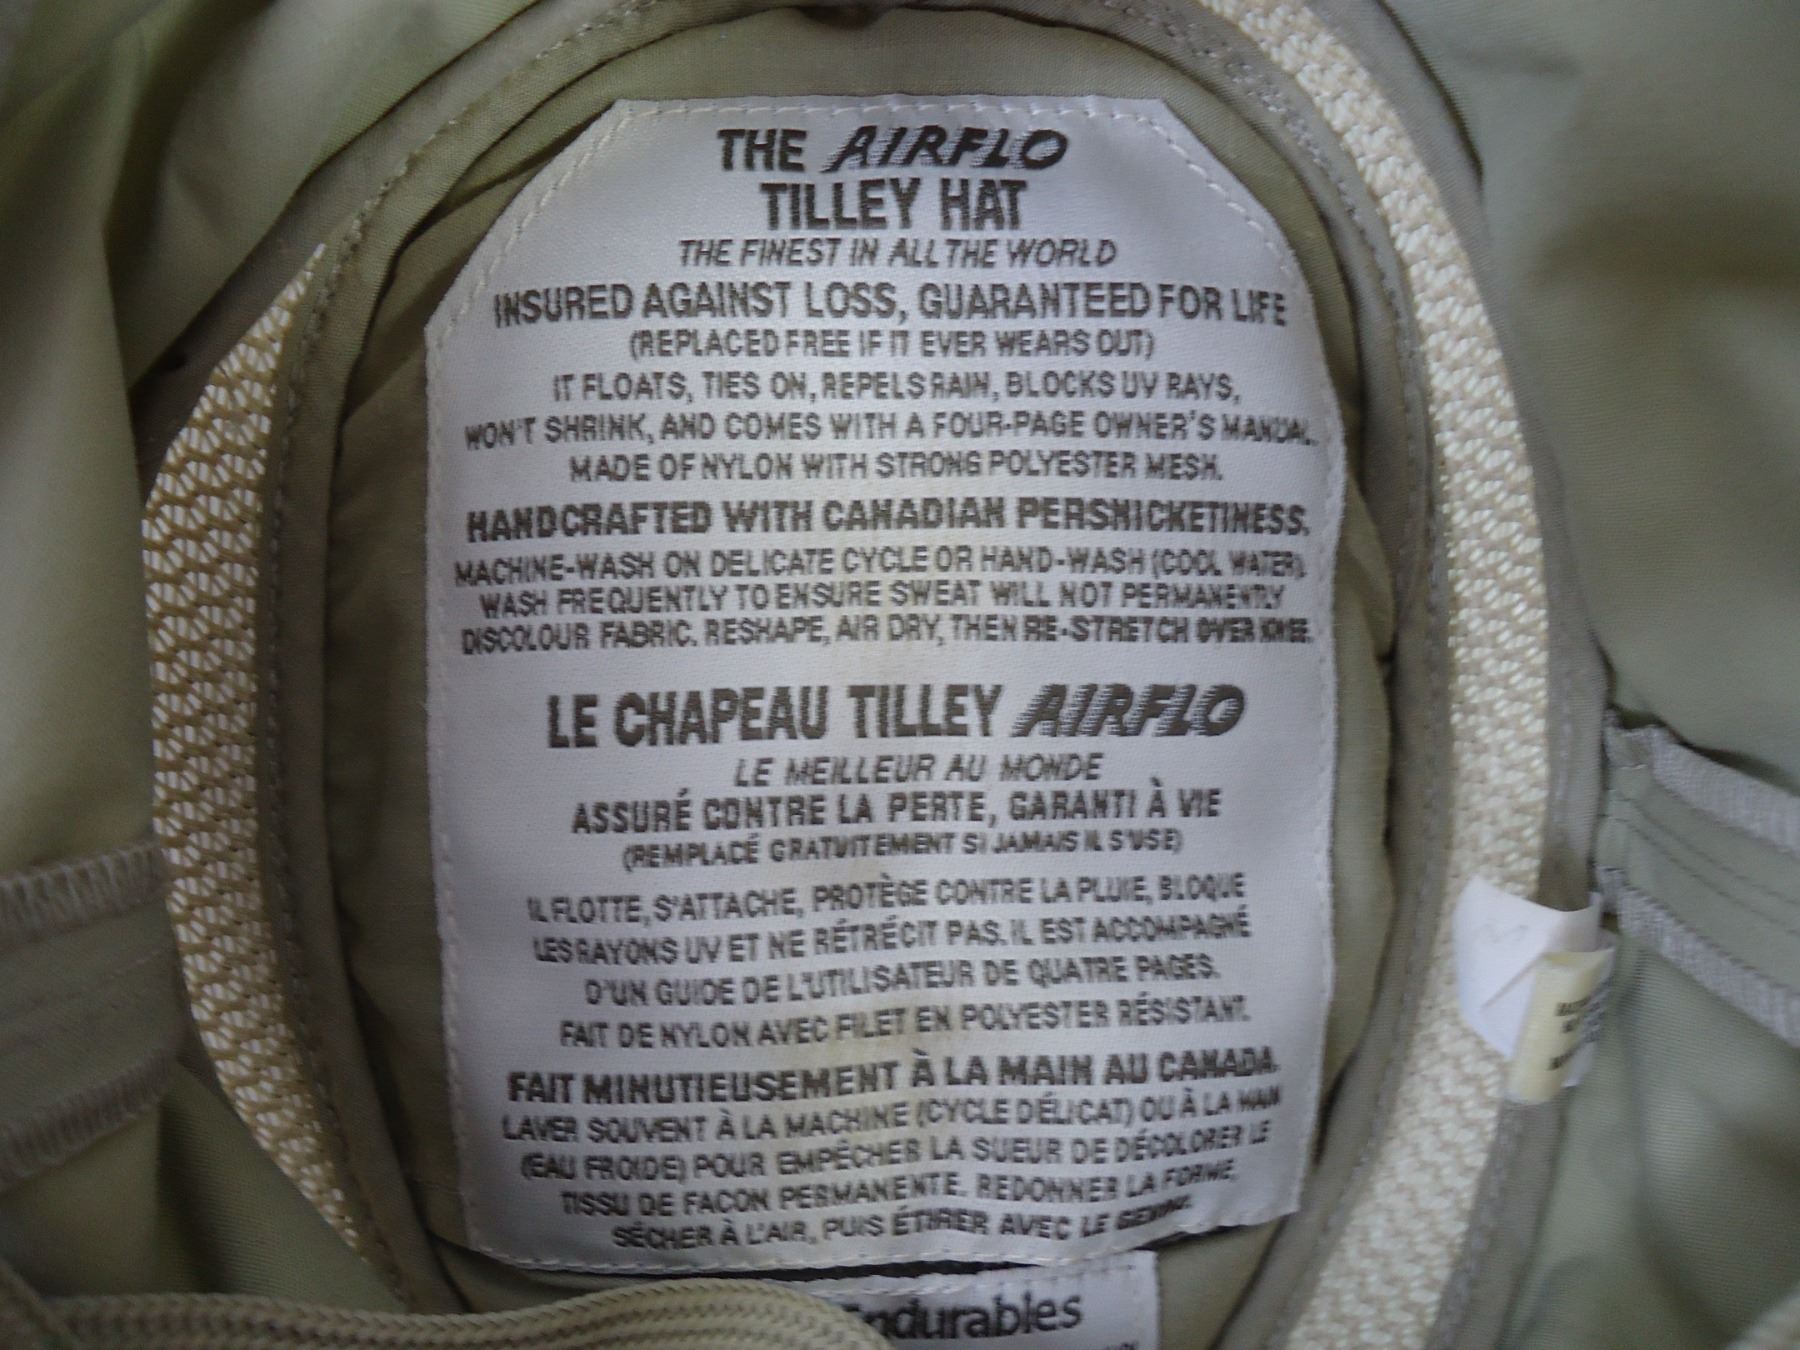 THE AIRFLO
TILLEY HAT
THE FINEST IN ALL THE WORLD
INSURED AGAINST LOSS, GUARANTEED FOR LIFE
(REPLACED FREE IF IT EVER WEARS OUT)
IT FLOATS, TIES ON, REPELS RAIN, BLOCKS UV RAYS,
WON'T SHRINK, AND COMES WITH A FOUR-PAGE OWNER'S MANUAL.
MADE OF NYLON WITH STRONG POLYESTER MESH.
HANDCRAFTED WITH CANADIAN PERSNICKETINESS.
MACHINE-WASH ON DELICATE CYCLE OR HAND-WASH (COOL WATER).
WASH FREQUENTLY TO ENSURE SWEAT WILL NOT PERMANENTLY
DISCOLOUR FABRIC. RESHAPE, AIR DRY, THEN RE-STRETCH OVER KNEE.
LE CHAPEAU TILLEY AIRFLO
LE MEILLEUR AU MONDE
ASSURÉ CONTRE LA PERTE, GARANTI À VIE
(REMPLACÉ GRATUITEMENT SI JAMAIS IL S'USE)
IL FLOTTE, S'ATTACHE, PROTÈGE CONTRE LA PLUIE, BLOQUE
LES RAYONS UV ET NE RÉTRÉCIT PAS. IL EST ACCOMPAGNÉ
D'UN GUIDE DE L'UTILISATEUR DE QUATRE PAGES.
FAIT DE NYLON AVEC FILET EN POLYESTER RÉSISTANT.
FAIT MINUTIEUSEMENT À LA MAIN AU CANADA.
LAVER SOUVENT À LA MACHINE (CYCLE DÉLICAT) OU À LA MAIN
(EAU FROIDE) POUR EMPÊCHER LA SUEUR DE DÉCOLORER LE
TISSU DE FACON PERMANENTE. REDONNER LA FORME,
SÉCHER À L'AIR, PUIS ÉTIRER AVEC LE GENOU.
Endurables